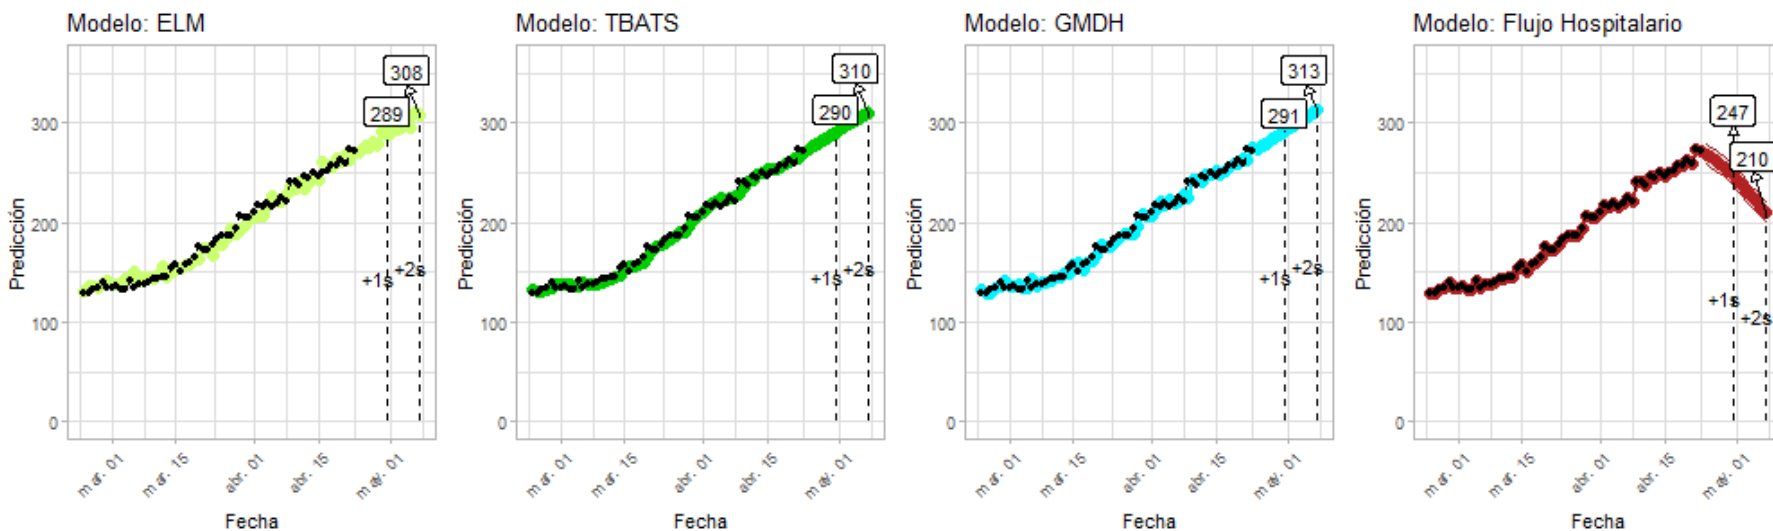 Modelo: ELM
Predicción
300
200
100
0
308
289
+1s
+2s
mar. 01
mar. 15
abr. 01
abr. 15
may. 01
Fecha
Modelo: TBATS
Predicción
300
200
100
0
310
290
+1s
+2s
mar. 01
mar. 15
abr. 01
abr. 15
may. 01
Fecha
Modelo: GMDH
Predicción
300
200
100
0
313
291
+1s
+2s
mar. 01
mar. 15
abr. 01
abr. 15
may. 01
Fecha
Modelo: Flujo Hospitalario
Predicción
300
200
100
0
247
210
+1s
+2s
mar. 01
mar. 15
abr. 01
abr. 15
may. 01
Fecha